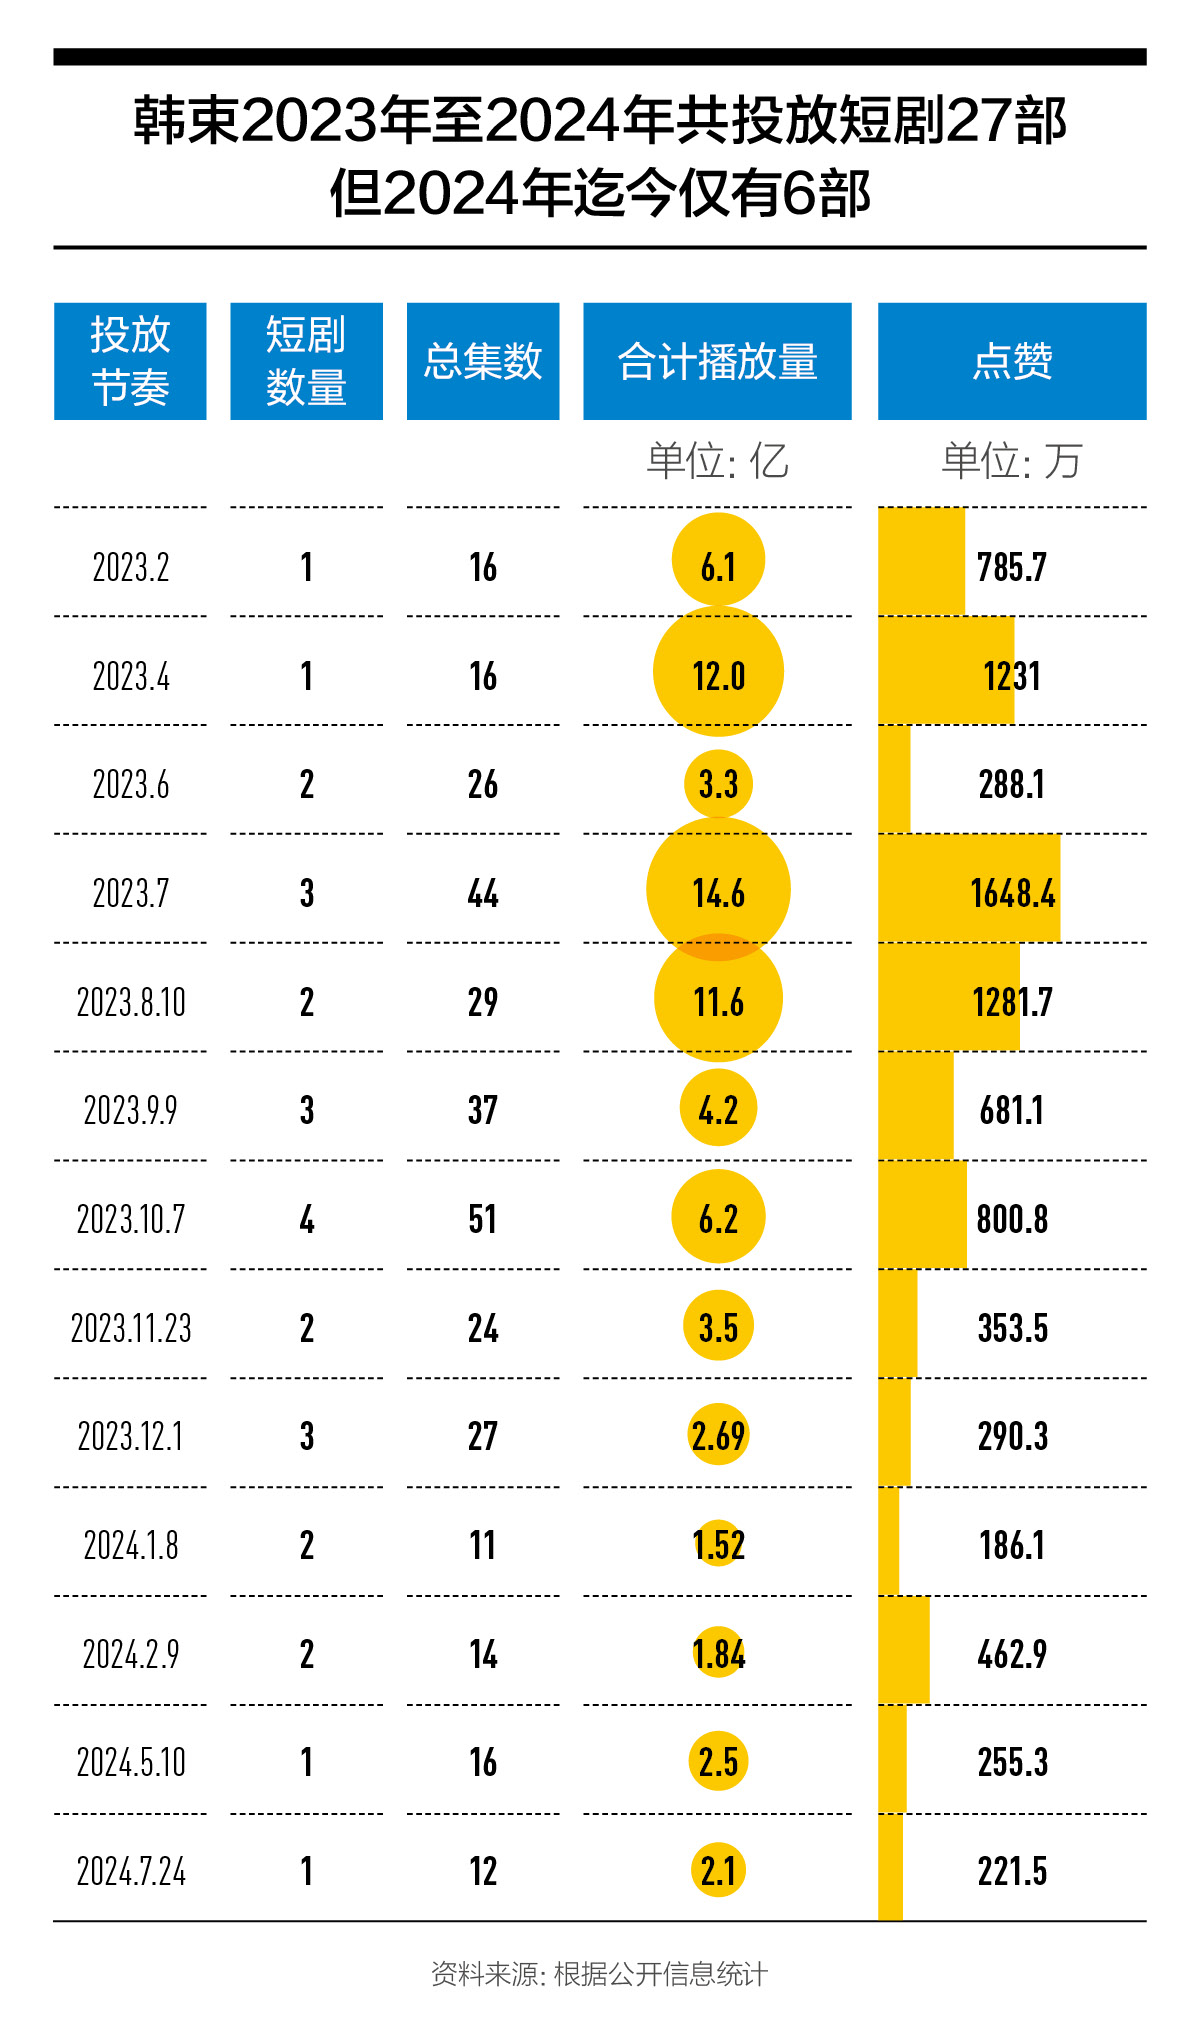 韩束2023年至2024年共投放短剧27部
但2024年迄今仅有6部
投放节奏 短剧数量 总集数 合计播放量 点赞
单位: 亿 单位: 万
2023.2 1 16 6.1 785.7
2023.4 1 16 12.0 1231
2023.6 2 26 3.3 288.1
2023.7 3 44 14.6 1648.4
2023.8.10 2 29 11.6 1281.7
2023.9.9 3 37 4.2 681.1
2023.10.7 4 51 6.2 800.8
2023.11.23 2 24 3.5 353.5
2023.12.1 3 27 2.69 290.3
2024.1.8 2 11 1.52 186.1
2024.2.9 2 14 1.84 462.9
2024.5.10 1 16 2.5 255.3
2024.7.24 1 12 2.1 221.5
资料来源: 根据公开信息统计